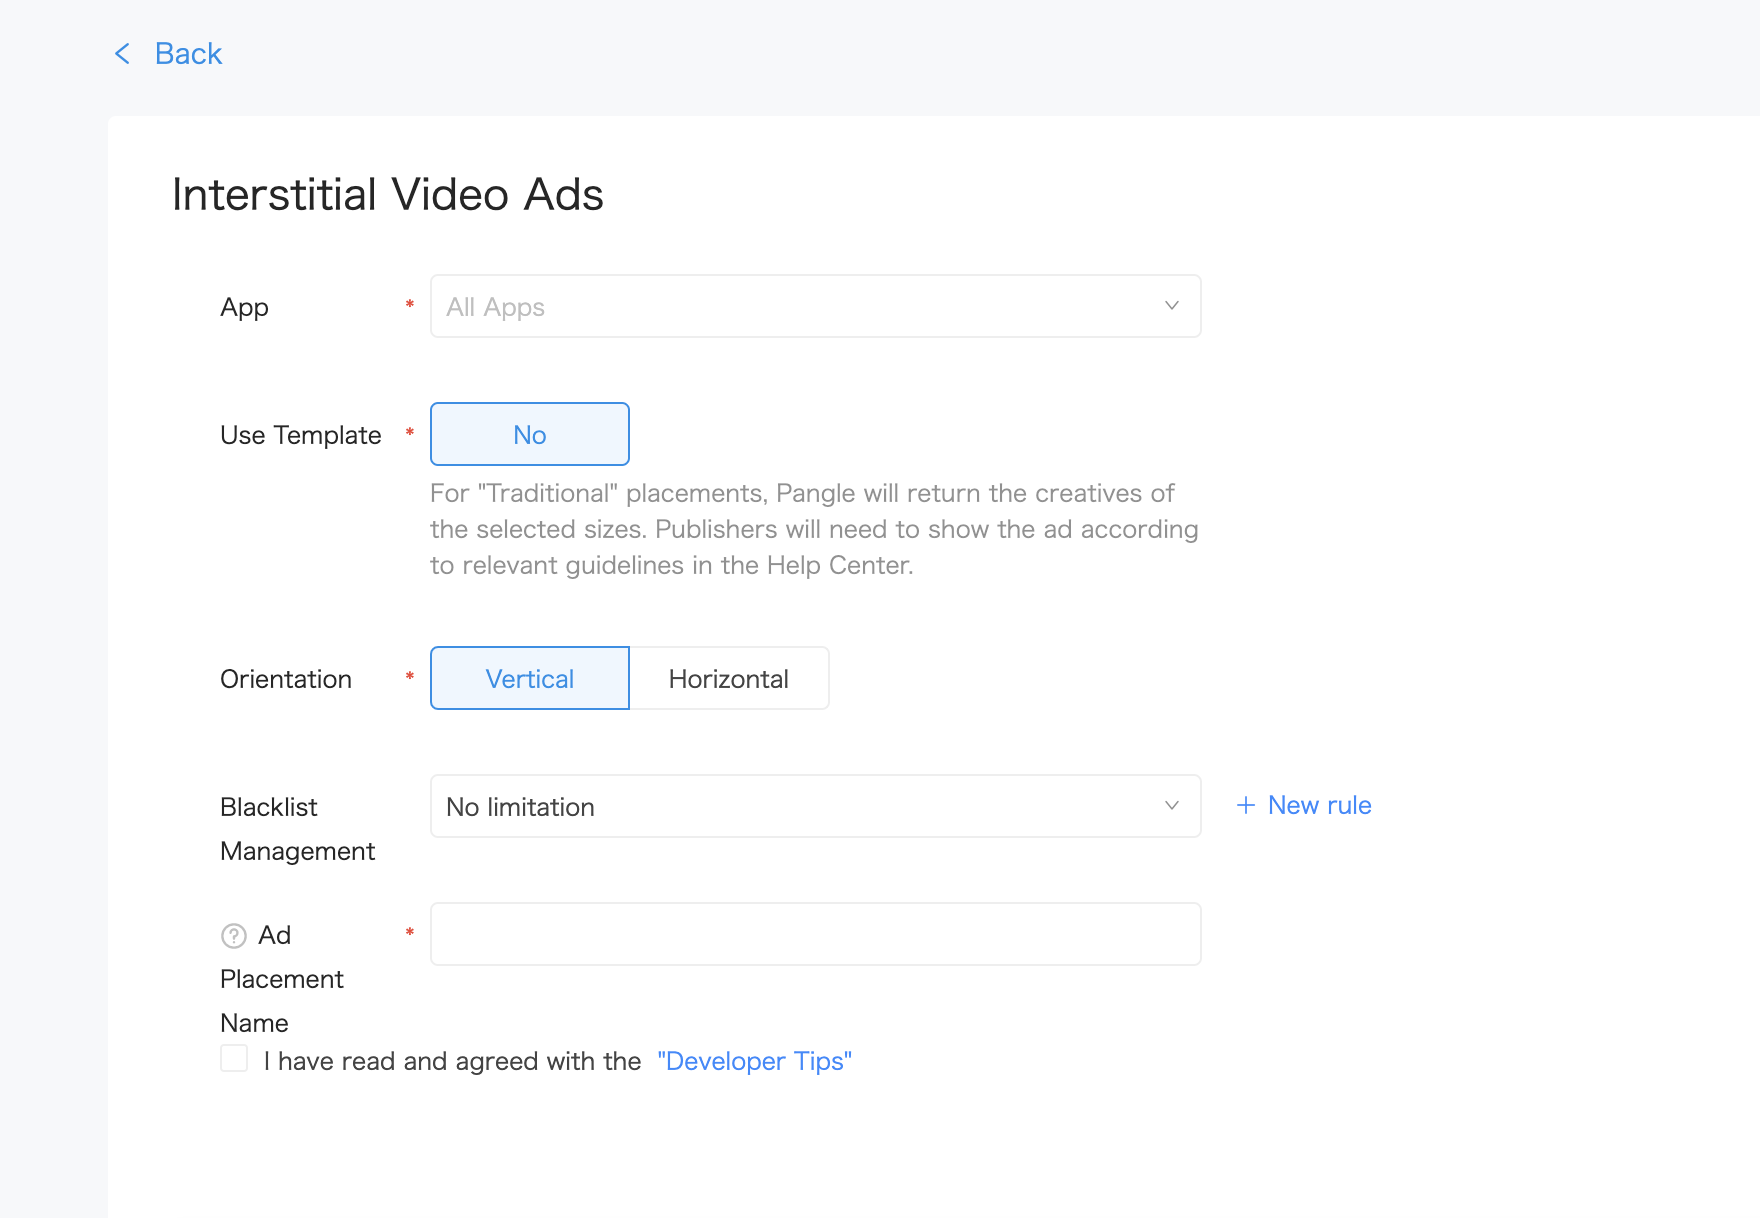 Back
Interstitial Video Ads
App * All Apps
Use Template * No
For "Traditional" placements, Pangle will return the creatives of
the selected sizes. Publishers will need to show the ad according
to relevant guidelines in the Help Center.
Orientation * Vertical Horizontal
Blacklist
Management
No limitation
+ New rule
? Ad
Placement
Name
*
I have read and agreed with the "Developer Tips"